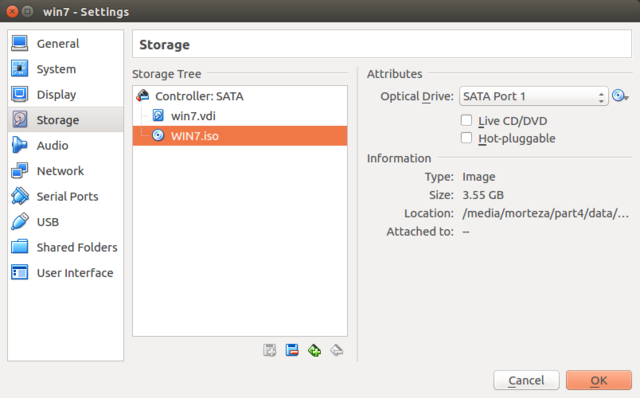 win7 - Settings
General
System
Display
Storage
Audio
Network
Serial Ports
USB
Shared Folders
User Interface
Storage
Storage Tree
Controller: SATA
win7.vdi
WIN7.iso
Attributes
Optical Drive: SATA Port 1
Live CD/DVD
Hot-pluggable
Information
Type: Image
Size: 3.55 GB
Location: /media/morteza/part4/data/...
Attached to: --
Cancel
OK